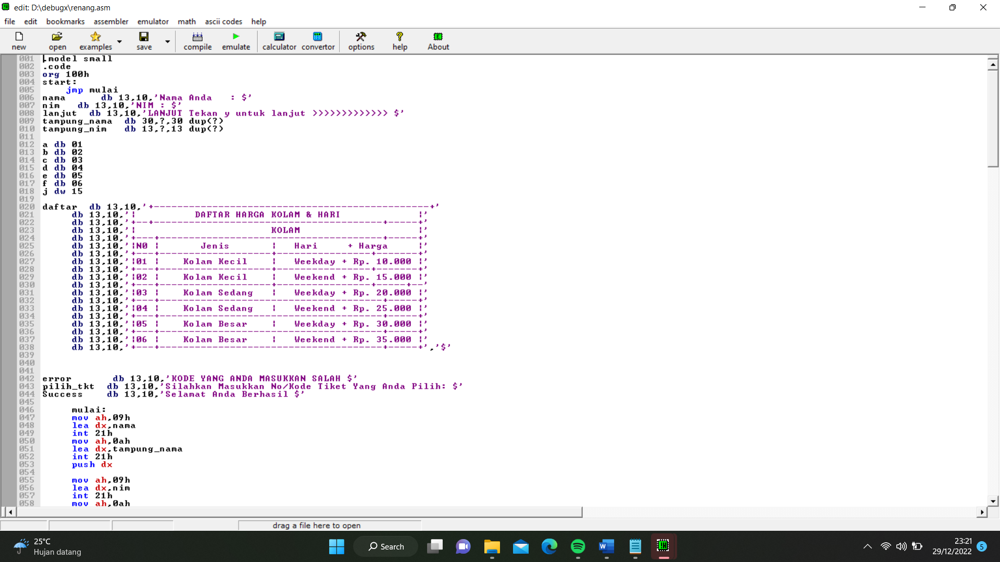 edit: D:\debugx\renang.asm
file edit bookmarks assembler emulator math ascii codes help
new open examples save compile emulate calculator convertor options help About
001 .model small
002 .code
003 org 100h
004 start:
005     jmp mulai
006 nama      db 13,10,'Nama Anda   : $'
007 nim   db 13,10,'NIM : $'
008 lanjut  db 13,10,'LANJUT Tekan y untuk lanjut >>>>>>>>>>>>> $'
009 tampung_nama  db 30,?,30 dup(?)
010 tampung_nim   db 13,?,13 dup(?)
011
012 a db 01
013 b db 02
014 c db 03
015 d db 04
016 e db 05
017 f db 06
018 j dw 15
019
020 daftar  db 13,10,'+-----------------------------------------------+'
021      db 13,10,'|          DAFTAR HARGA KOLAM & HARI             |'
022      db 13,10,'+--+---------------------------------------+-----+'
023      db 13,10,'|                       KOLAM                    |'
024      db 13,10,'+---+--------------------------------------+-----+'
025      db 13,10,'|N0 |       Jenis       |   Hari     + Harga     |'
026      db 13,10,'+---+-------------------+----------------+-------+'
027      db 13,10,'|01 |    Kolam Kecil    |   Weekday + Rp. 10.000 |'
028      db 13,10,'+---+-------------------+----------------+-------+'
029      db 13,10,'|02 |    Kolam Kecil    |   Weekend + Rp. 15.000 |'
030      db 13,10,'+---+-------------------+----------------+-----+--'
031      db 13,10,'|03 |    Kolam Sedang   |   Weekday + Rp. 20.000 |'
032      db 13,10,'+---+--------------------------------------+-----+'
033      db 13,10,'|04 |    Kolam Sedang   |   Weekend + Rp. 25.000 |'
034      db 13,10,'+---+--------------------------------------+-----+'
035      db 13,10,'|05 |    Kolam Besar    |   Weekday + Rp. 30.000 |'
036      db 13,10,'+---+--------------------------------------+-----+'
037      db 13,10,'|06 |    Kolam Besar    |   Weekend + Rp. 35.000 |'
038      db 13,10,'+---+--------------------------------------+-----+','$'
039
040
041
042 error       db 13,10,'KODE YANG ANDA MASUKKAN SALAH $'
043 pilih_tkt  db 13,10,'Silahkan Masukkan No/Kode Tiket Yang Anda Pilih: $'
044 Success    db 13,10,'Selamat Anda Berhasil $'
045
046      mulai:
047      mov ah,09h
048      lea dx,nama
049      int 21h
050      mov ah,0ah
051      lea dx,tampung_nama
052      int 21h
053      push dx
054
055      mov ah,09h
056      lea dx,nim
057      int 21h
058      mov ah,0ah
drag a file here to open
25°C
Hujan datang
Search
23:21
29/12/2022
5